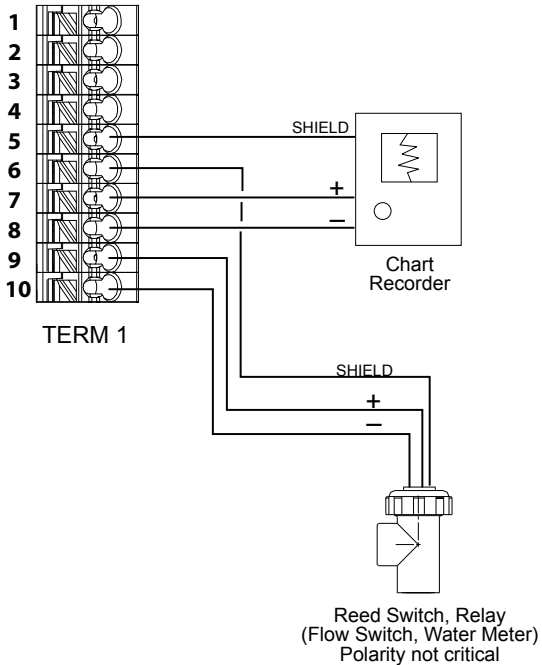 1
2
3
4
5
6
7
8
9
10
TERM 1
SHIELD
+
–
Chart
Recorder
SHIELD
+
–
Reed Switch, Relay
(Flow Switch, Water Meter)
Polarity not critical